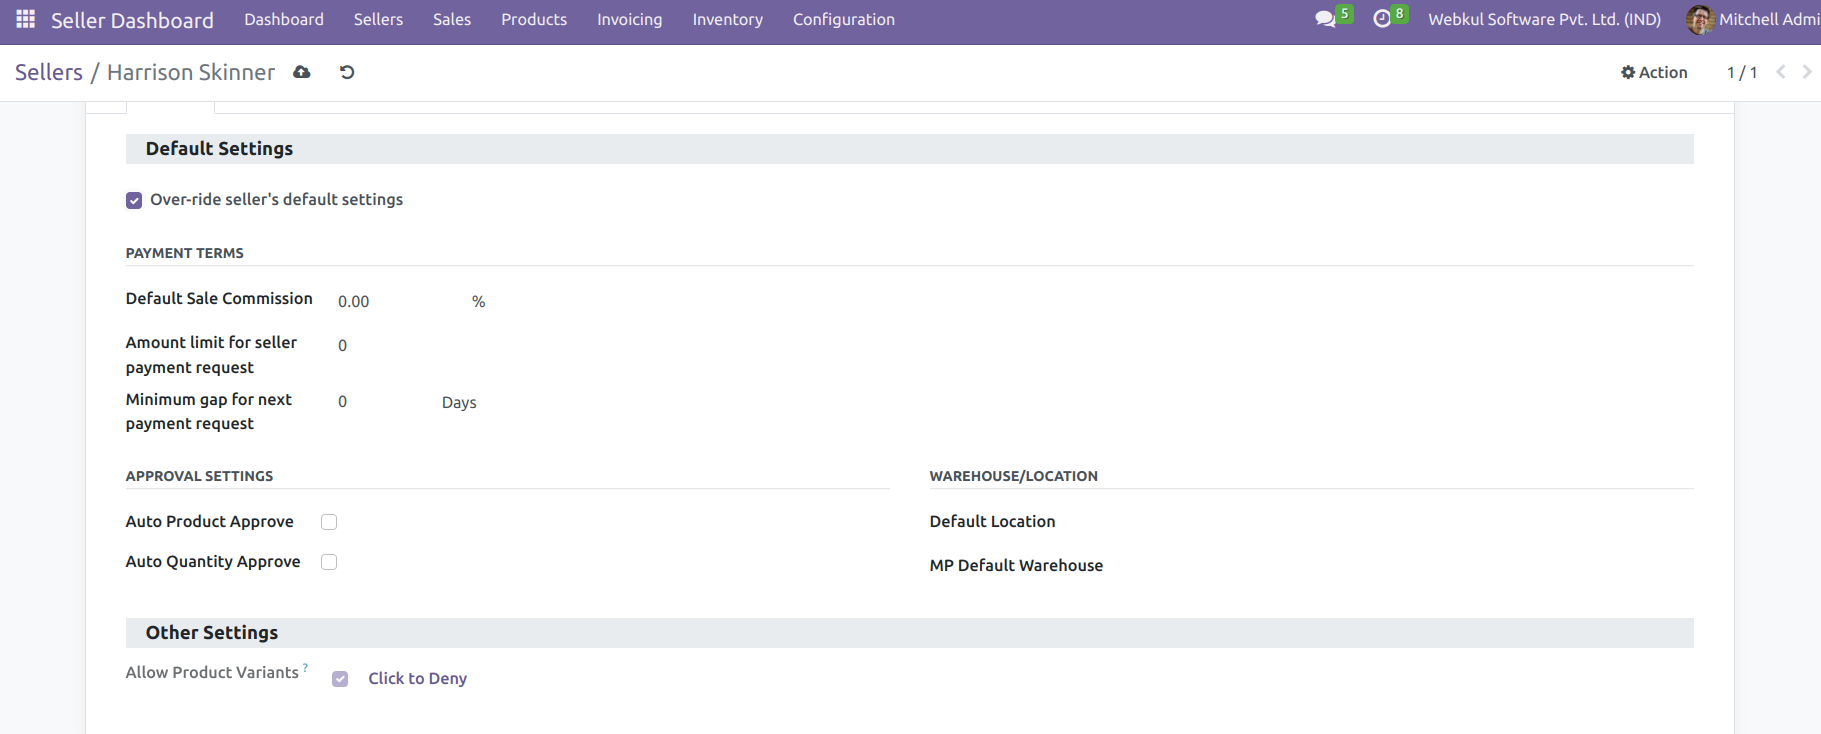 Seller Dashboard Dashboard Sellers Sales Products Invoicing Inventory Configuration 5 8 Webkul Software Pvt. Ltd. (IND) Mitchell Admi
Sellers / Harrison Skinner Action 1 / 1
Default Settings
Over-ride seller's default settings
PAYMENT TERMS
Default Sale Commission 0.00 %
Amount limit for seller 0
payment request
Minimum gap for next 0 Days
payment request
APPROVAL SETTINGS WAREHOUSE/LOCATION
Auto Product Approve Default Location
Auto Quantity Approve MP Default Warehouse
Other Settings
Allow Product Variants ? Click to Deny